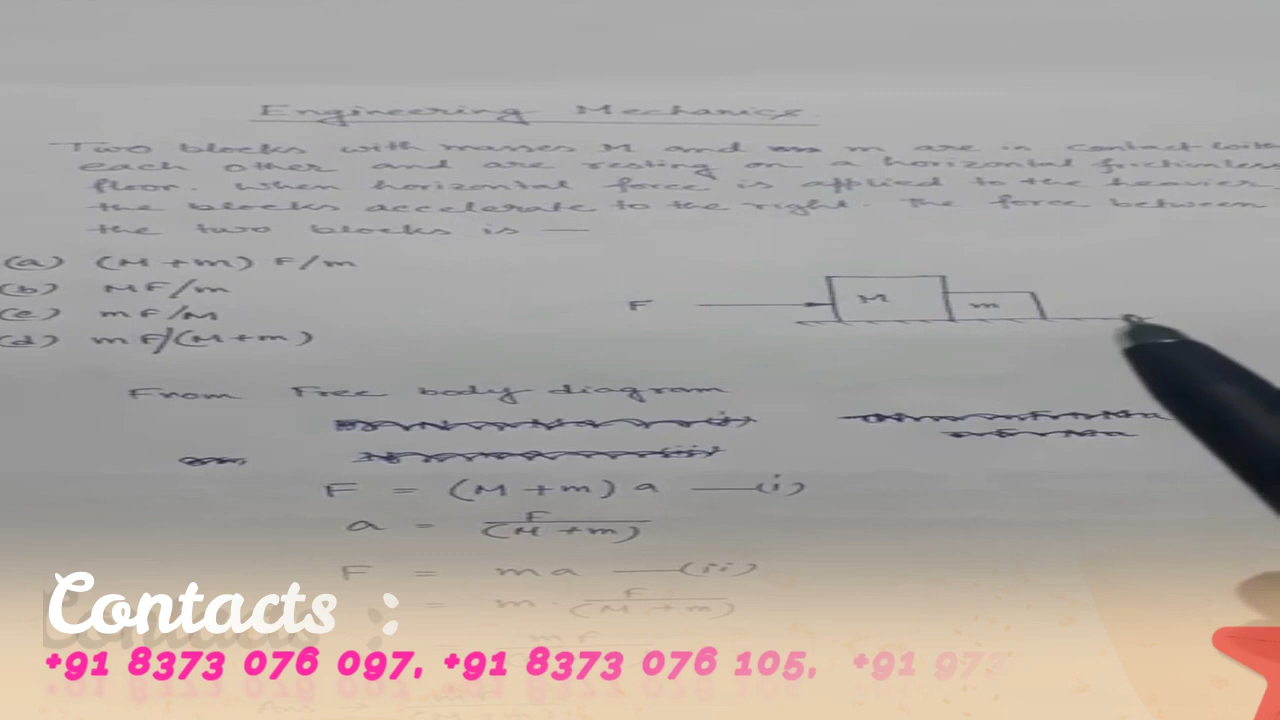 Engineering Mechanics
Two blocks with masses M and m are in contact with
each other and are resting on a horizontal frictionless
floor. When horizontal force is applied to the heavier.
the blocks accelerate to the right. The force between
the two blocks is —
(a) (M+m) F/m
(b) MF/m
(c) mF/M
(d) mF/(M+m)
F M m
From Free body diagram
F = (M+m) a —(i)
a = F/(M+m)
F = ma —(ii)
= m. F/(M+m)
mF
Contacts :
+91 8373 076 097, +91 8373 076 105, +91 973